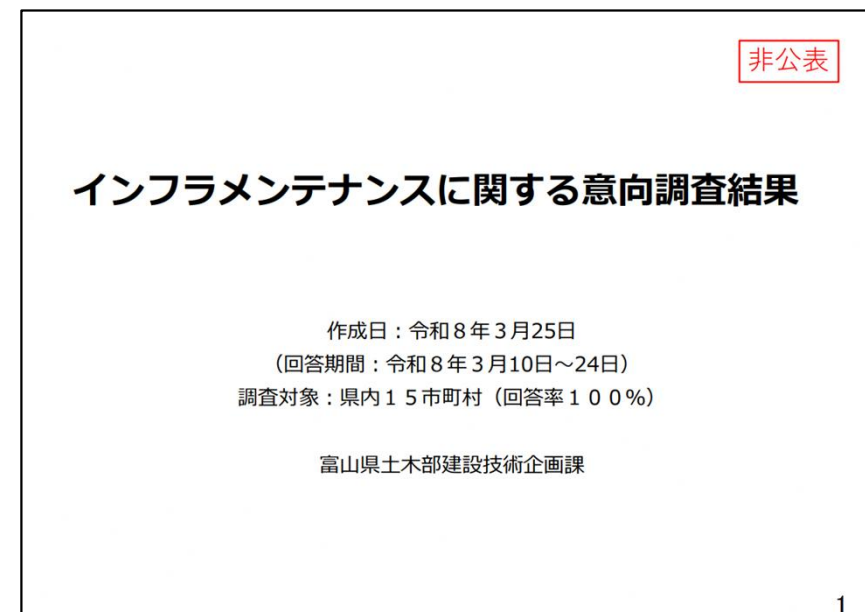 非公表
インフラメンテナンスに関する意向調査結果
作成日：令和８年３月25日
（回答期間：令和８年３月10日～24日）
調査対象：県内１５市町村（回答率１００%）
富山県土木部建設技術企画課
1